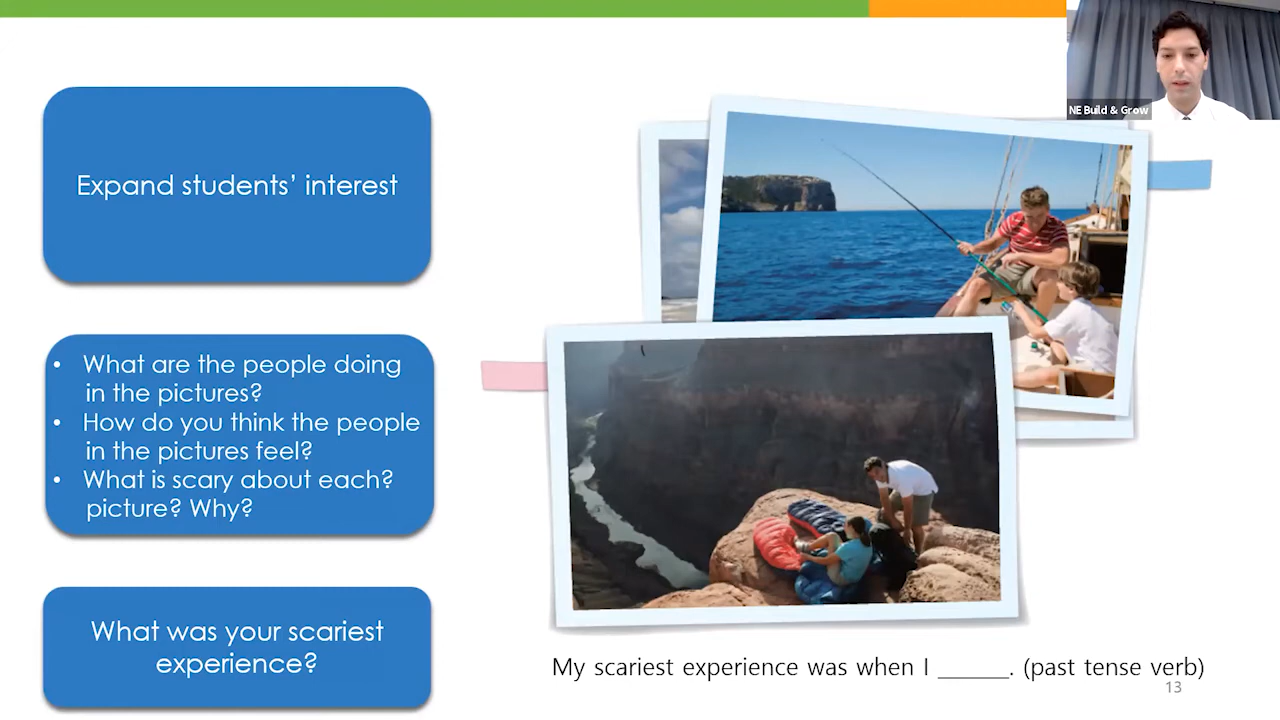 NE Build & Grow
Expand students’ interest
• What are the people doing
in the pictures?
• How do you think the people
in the pictures feel?
• What is scary about each?
picture? Why?
What was your scariest
experience?
My scariest experience was when I ______. (past tense verb)
13